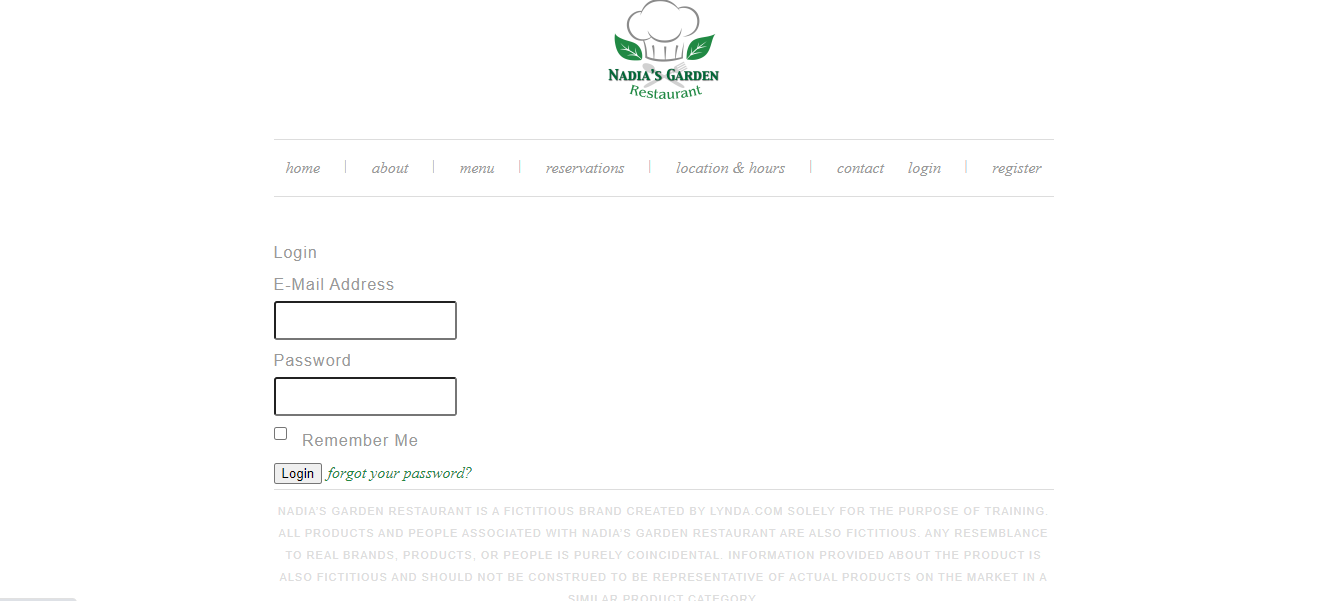 NADIA'S GARDEN
Restaurant
home | about | menu | reservations | location & hours | contact login | register
Login
E-Mail Address
Password
Remember Me
Login forgot your password?
NADIA'S GARDEN RESTAURANT IS A FICTITIOUS BRAND CREATED BY LYNDA.COM SOLELY FOR THE PURPOSE OF TRAINING.
ALL PRODUCTS AND PEOPLE ASSOCIATED WITH NADIA'S GARDEN RESTAURANT ARE ALSO FICTITIOUS. ANY RESEMBLANCE
TO REAL BRANDS, PRODUCTS, OR PEOPLE IS PURELY COINCIDENTAL. INFORMATION PROVIDED ABOUT THE PRODUCT IS
ALSO FICTITIOUS AND SHOULD NOT BE CONSTRUED TO BE REPRESENTATIVE OF ACTUAL PRODUCTS ON THE MARKET IN A
SIMILAR PRODUCT CATEGORY.